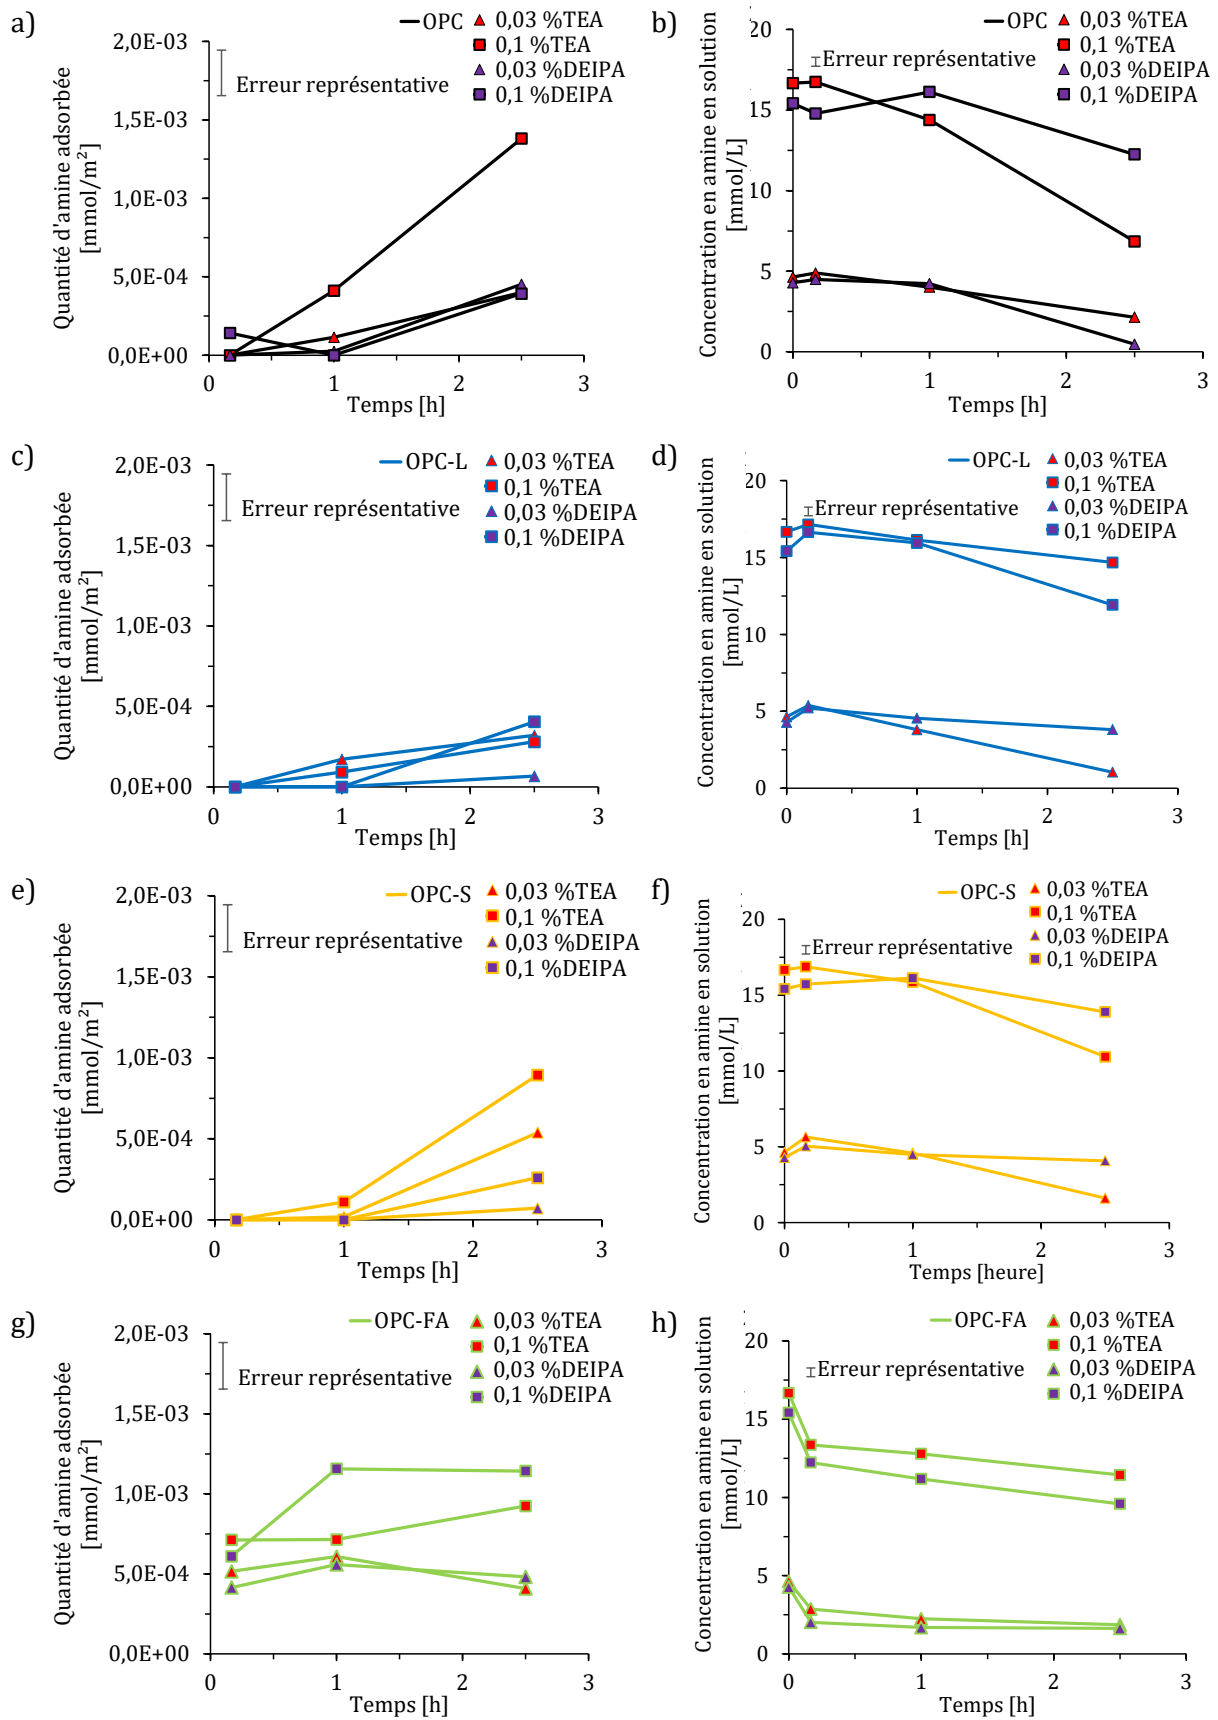 a)
OPC
0,03 %TEA
0,1 %TEA
0,03 %DEIPA
0,1 %DEIPA
Erreur représentative
Quantité d'amine adsorbée
[mmol/m²]
2,0E-03
1,5E-03
1,0E-03
5,0E-04
0,0E+00
0 1 2 3
Temps [h]
b)
OPC
0,03 %TEA
0,1 %TEA
0,03 %DEIPA
0,1 %DEIPA
Erreur représentative
Concentration en amine en solution
[mmol/L]
20
15
10
5
0
0 1 2 3
Temps [h]
c)
OPC-L
0,03 %TEA
0,1 %TEA
0,03 %DEIPA
0,1 %DEIPA
Erreur représentative
Quantité d'amine adsorbée
[mmol/m²]
2,0E-03
1,5E-03
1,0E-03
5,0E-04
0,0E+00
0 1 2 3
Temps [h]
d)
OPC-L
0,03 %TEA
0,1 %TEA
0,03 %DEIPA
0,1 %DEIPA
Erreur représentative
Concentration en amine en solution
[mmol/L]
20
15
10
5
0
0 1 2 3
Temps [h]
e)
OPC-S
0,03 %TEA
0,1 %TEA
0,03 %DEIPA
0,1 %DEIPA
Erreur représentative
Quantité d'amine adsorbée
[mmol/m²]
2,0E-03
1,5E-03
1,0E-03
5,0E-04
0,0E+00
0 1 2 3
Temps [h]
f)
OPC-S
0,03 %TEA
0,1 %TEA
0,03 %DEIPA
0,1 %DEIPA
Erreur représentative
Concentration en amine en solution
[mmol/L]
20
15
10
5
0
0 1 2 3
Temps [heure]
g)
OPC-FA
0,03 %TEA
0,1 %TEA
0,03 %DEIPA
0,1 %DEIPA
Erreur représentative
Quantité d'amine adsorbée
[mmol/m²]
2,0E-03
1,5E-03
1,0E-03
5,0E-04
0,0E+00
0 1 2 3
Temps [h]
h)
OPC-FA
0,03 %TEA
0,1 %TEA
0,03 %DEIPA
0,1 %DEIPA
Erreur représentative
Concentration en amine en solution
[mmol/L]
20
15
10
5
0
0 1 2 3
Temps [h]